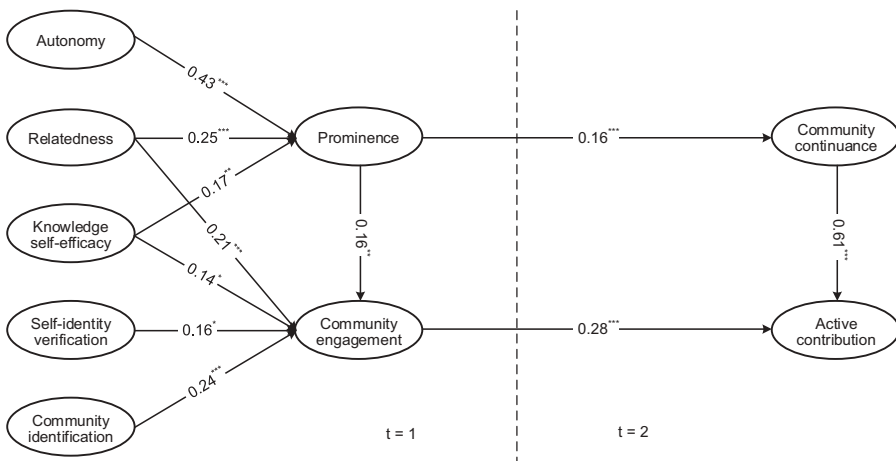 Autonomy
0.43***
Relatedness
0.25***
Prominence
0.16***
Community
continuance
0.17**
Knowledge
self-efficacy
0.21***
0.16**
0.61***
0.14*
Self-identity
verification
0.16*
Community
engagement
0.28***
Active
contribution
0.24***
Community
identification
t = 1
t = 2